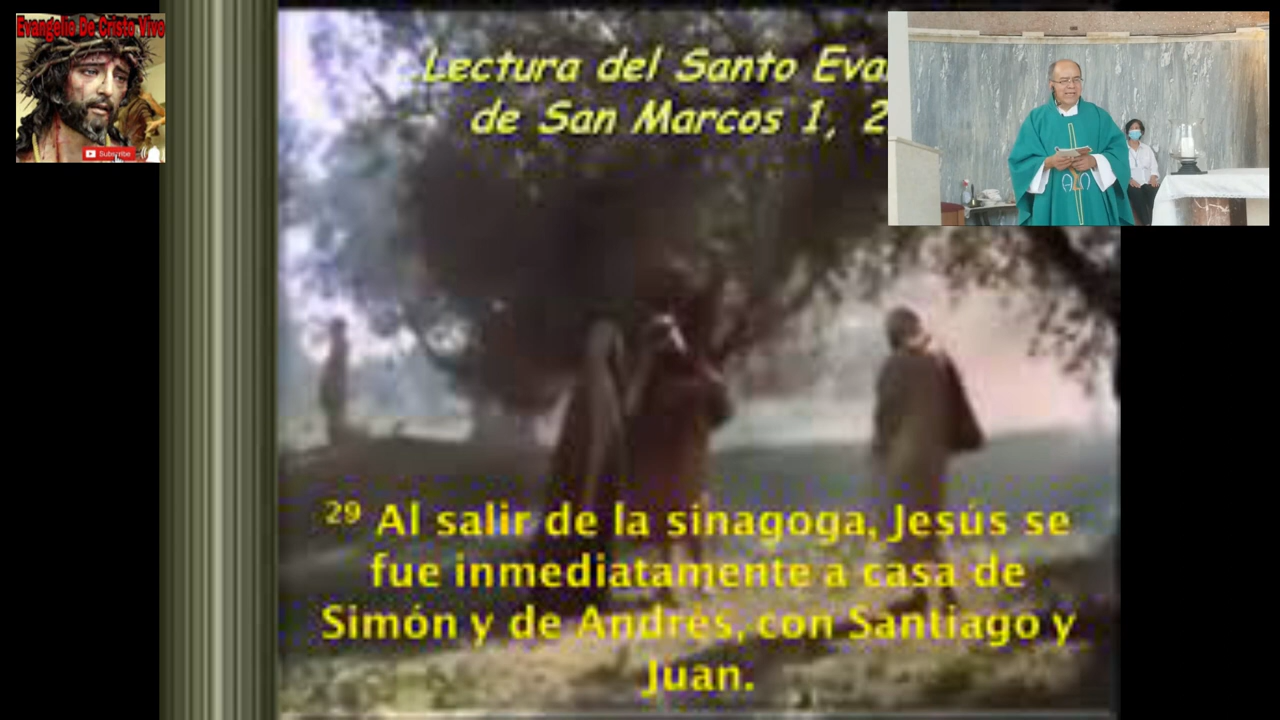 Evangelio De Cristo Vivo
Subscribe
Lectura del Santo Eva
de San Marcos 1, 2
29 Al salir de la sinagoga, Jesús se
fue inmediatamente a casa de
Simón y de Andrés, con Santiago y
Juan.